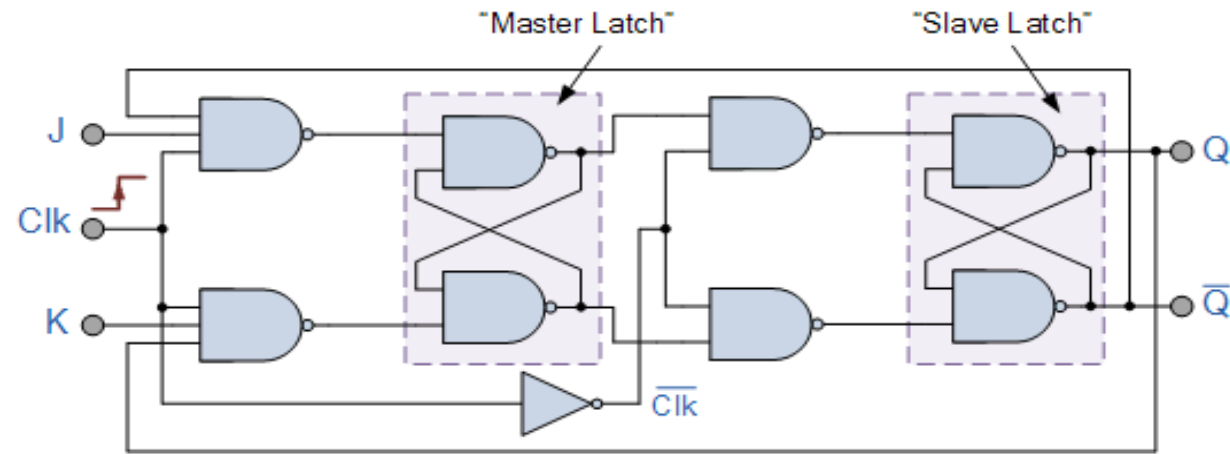 "Master Latch"
"Slave Latch"
J
Q
Clk
K
Q̅
C̅l̅k̅